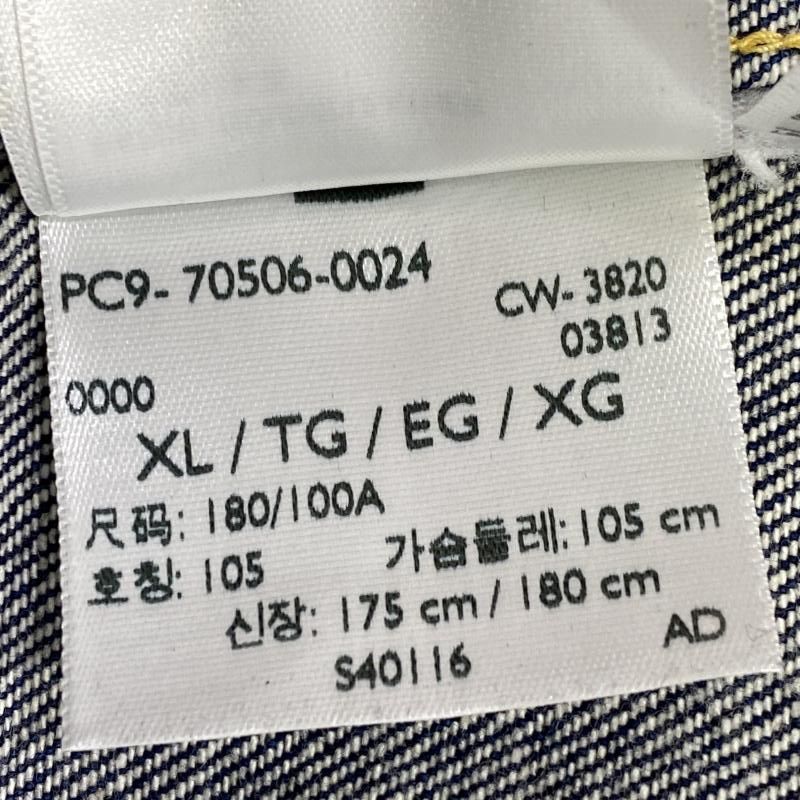 PC9- 70506-0024
CW- 3820
03813
0000
XL / TG / EG / XG
尺码: 180/100A
호칭: 105 가슴둘레: 105 cm
신장: 175 cm / 180 cm
S40116 AD